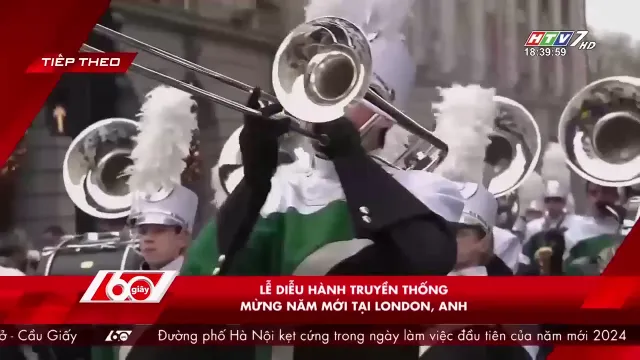 TIẾP THEO
HTV7 HD
18:39:59
60 giây
LỄ DIỄU HÀNH TRUYỀN THỐNG
MỪNG NĂM MỚI TẠI LONDON, ANH
- Cầu Giấy 60 Đường phố Hà Nội kẹt cứng trong ngày làm việc đầu tiên của năm mới 2024